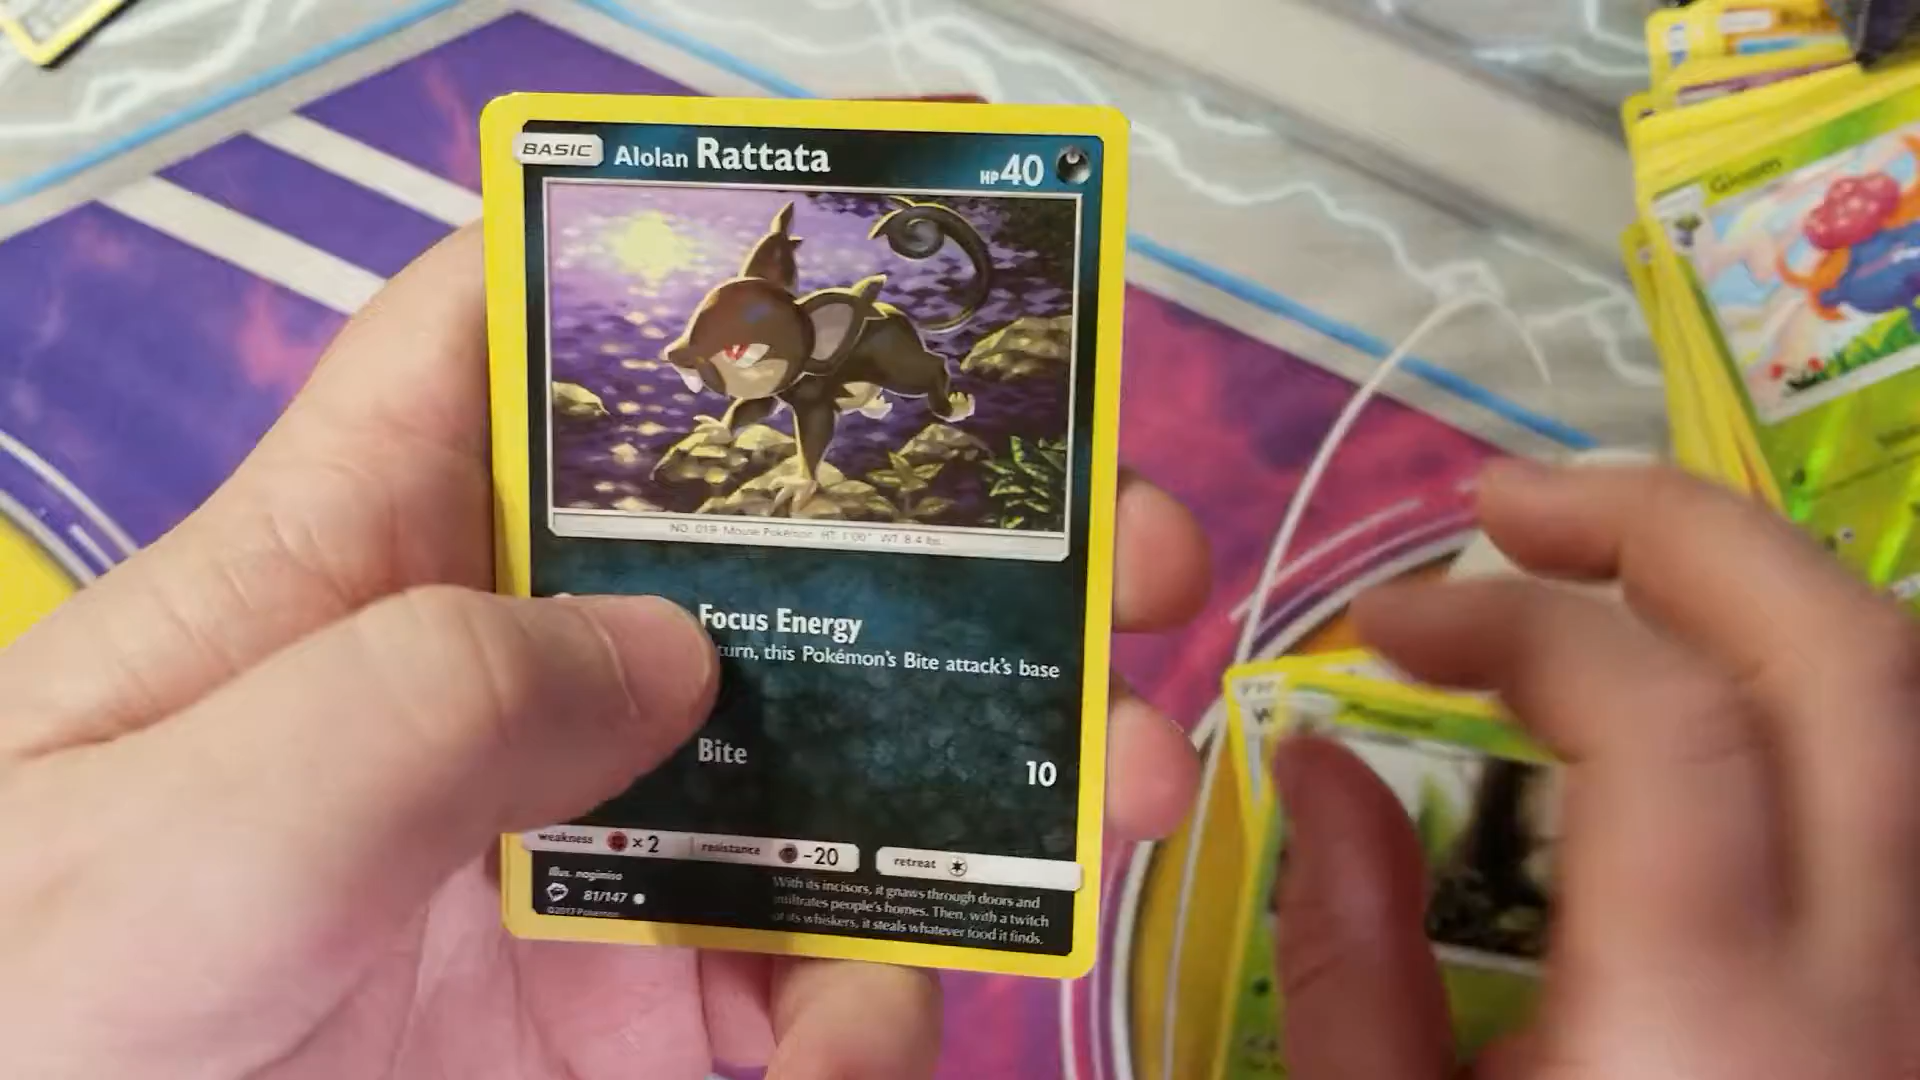 BASIC Alolan Rattata HP 40
NO. 019 Mouse Pokémon HT 1'00" WT 8.4 lbs.
Focus Energy
turn, this Pokémon's Bite attack's base
Bite 10
weakness ×2 resistance -20 retreat
illus. nagimiso
81/147
©2017 Pokémon
With its incisors, it gnaws through doors and
infiltrates people's homes. Then, with a twitch
of its whiskers, it steals whatever food it finds.
Gloom